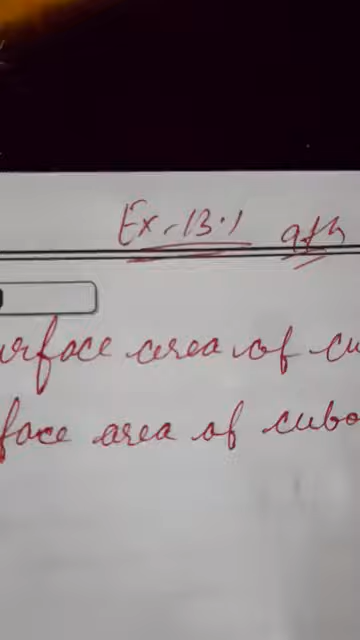 Ex-13.1 9th
urface area of cu
face area of cubo